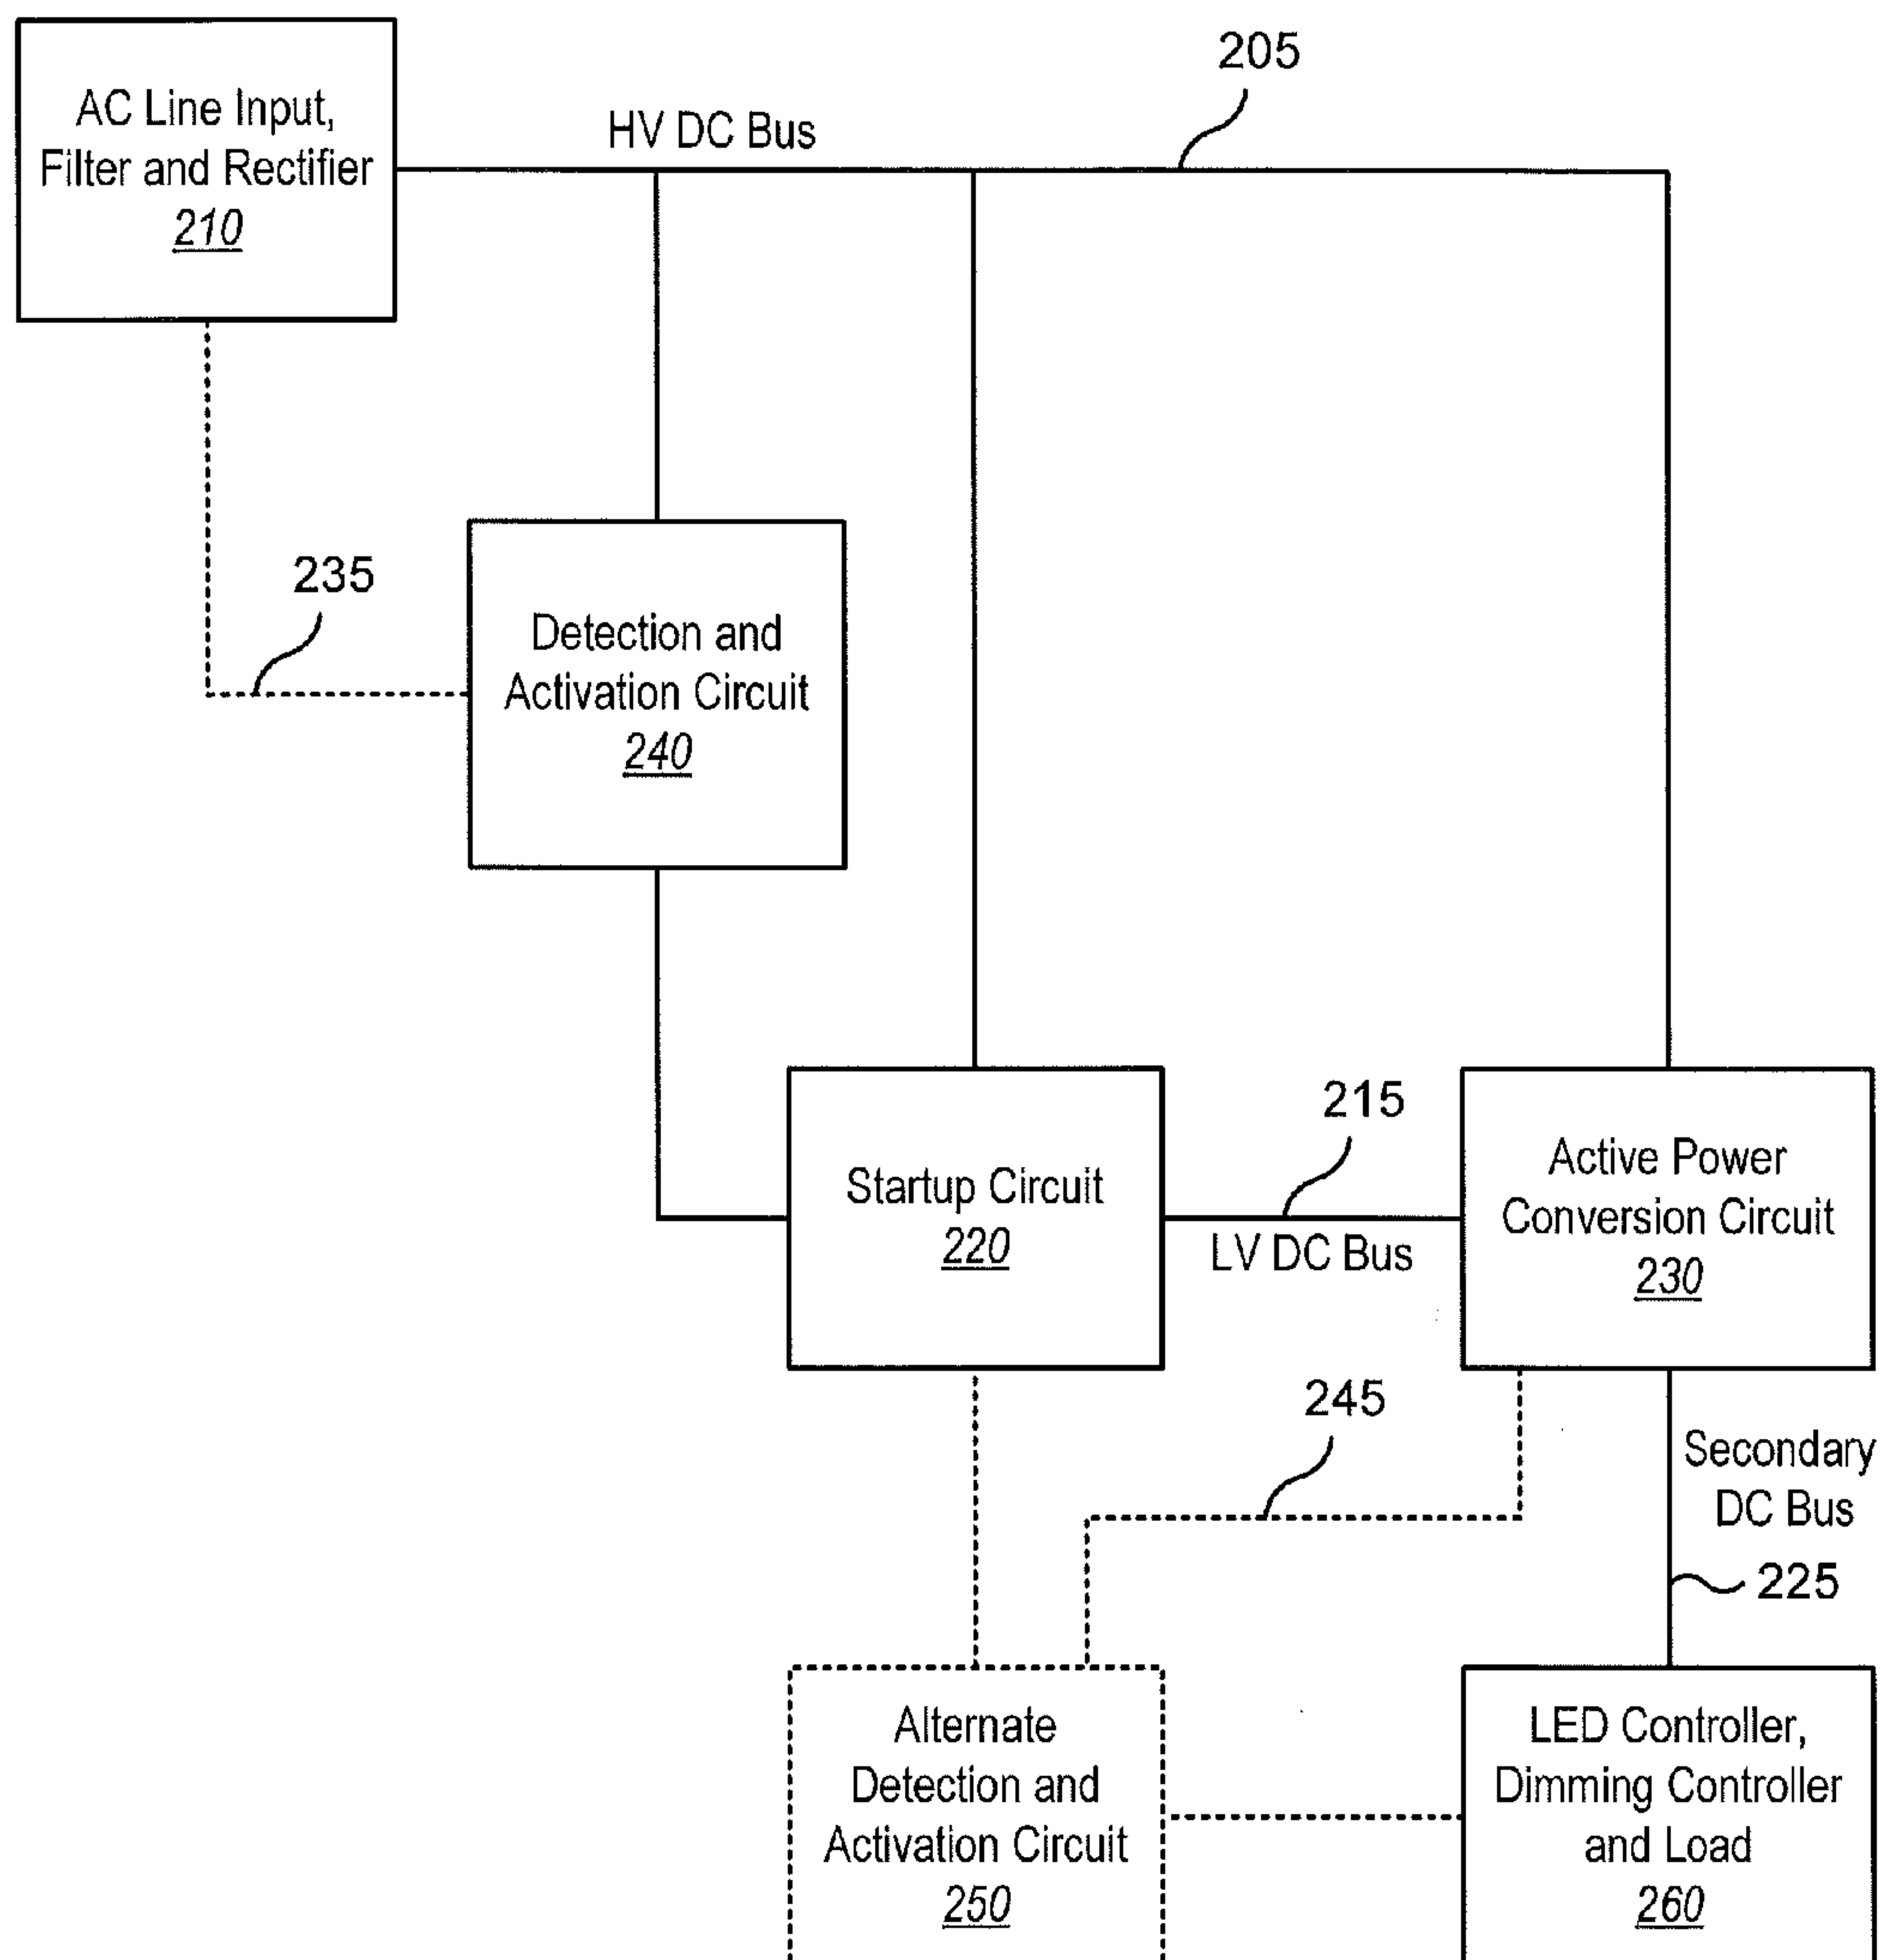 205
HV DC Bus
AC Line Input,
Filter and Rectifier
210
235
Detection and
Activation Circuit
240
215
Startup Circuit
220
LV DC Bus
Active Power
Conversion Circuit
230
245
Secondary
DC Bus
225
Alternate
Detection and
Activation Circuit
250
LED Controller,
Dimming Controller
and Load
260